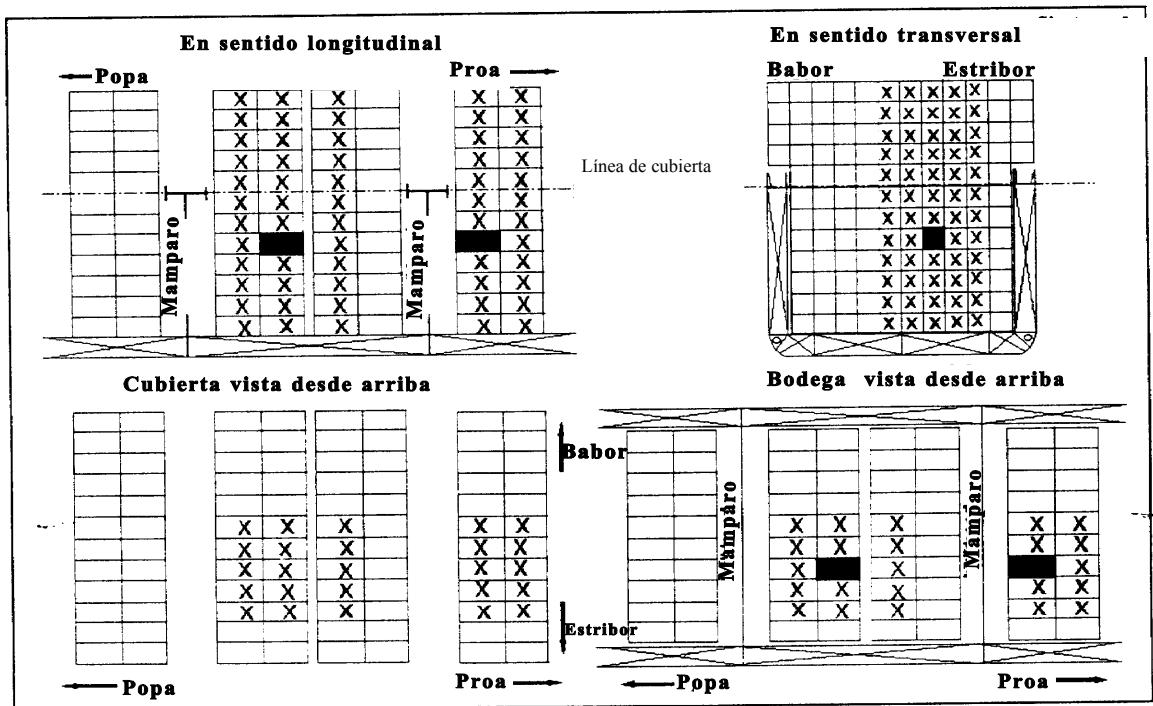 En sentido longitudinal
Popa
Proa
X X X X X
X X X X X
X X X X X
X X X X X
X X X X X
X X X X X
X X X X X
X X X
X X X X X
X X X X X
X X X X X
X X X X X
Mamparo
Mamparo
Línea de cubierta
En sentido transversal
Babor Estribor
X X X X X
X X X X X
X X X X X
X X X X X
X X X X X
X X X X X
X X X X X
X X X X
X X X X X
X X X X X
X X X X X
X X X X X
Cubierta vista desde arriba
Babor
X X X X X
X X X X X
X X X X X
X X X X X
X X X X X
Estribor
Popa
Proa
Bodega vista desde arriba
Mamparo
Mamparo
X X X X X
X X X X X
X X X
X X X X X
X X X X X
Popa
Proa